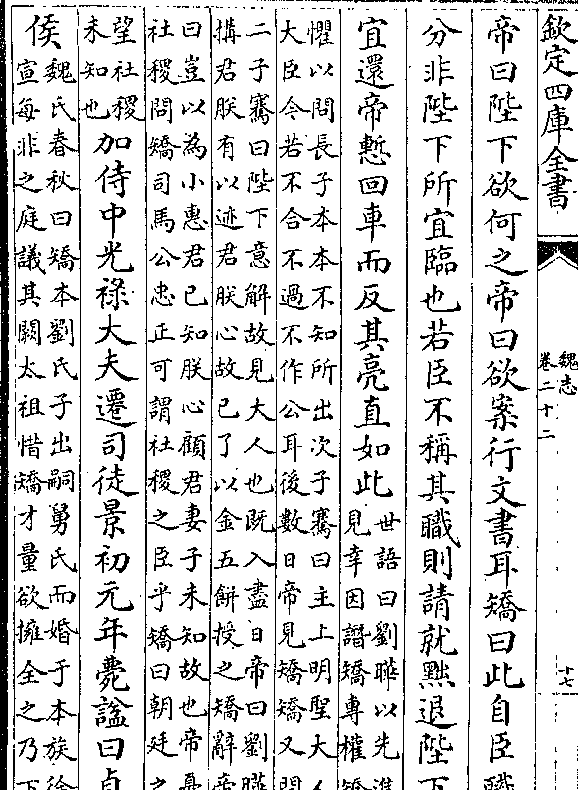 欽定四庫全書
魏志
卷二十二
十七
帝曰陛下欲何之帝曰欲案行文書耳矯曰此自臣職
分非陛下所宜臨也若臣不稱其職則請就黜退陛下
宜還帝慙回車而反其亮直如此
世語曰劉曄以先進
見幸因譖矯專權矯
懼以問長子本本不知所出次子騫曰主上明聖大人
大臣今若不合不過不作公耳後數日帝見矯矯又問
二子騫曰陛下意解故見大人也既入盡日帝曰劉曄
搆君朕有以迹君朕心故已了以金五餅授之矯辭帝
曰豈以為小惠君已知朕心顧君妻子未知故也帝憂
社稷問矯司馬公忠正可謂社稷之臣乎矯曰朝廷之
望社稷
未知也
加侍中光祿大夫遷司徒景初元年薨諡曰貞
侯
魏氏春秋曰矯本劉氏子出嗣舅氏而婚于本族徐
宣每非之庭議其闕太祖惜矯才量欲擁全之乃下